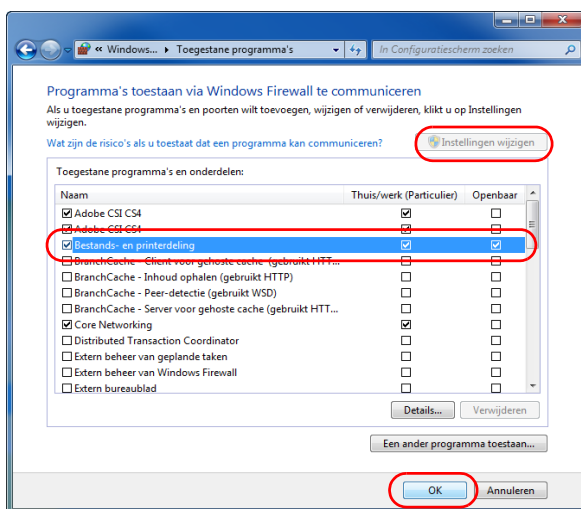 « Windows... ▸ Toegestane programma's
In Configuratiescherm zoeken
Programma's toestaan via Windows Firewall te communiceren
Als u toegestane programma's en poorten wilt toevoegen, wijzigen of verwijderen, klikt u op Instellingen
wijzigen.
Wat zijn de risico's als u toestaat dat een programma kan communiceren?
Instellingen wijzigen
Toegestane programma's en onderdelen:
Naam Thuis/werk (Particulier) Openbaar
Adobe CSI CS4
Adobe CSI CS4
Bestands- en printerdeling
BranchCache - Client voor gehoste cache (gebruikt HTT...
BranchCache - Inhoud ophalen (gebruikt HTTP)
BranchCache - Peer-detectie (gebruikt WSD)
BranchCache - Server voor gehoste cache (gebruikt HTT...
Core Networking
Distributed Transaction Coordinator
Extern beheer van geplande taken
Extern beheer van Windows Firewall
Extern bureaublad
Details... Verwijderen
Een ander programma toestaan...
OK Annuleren